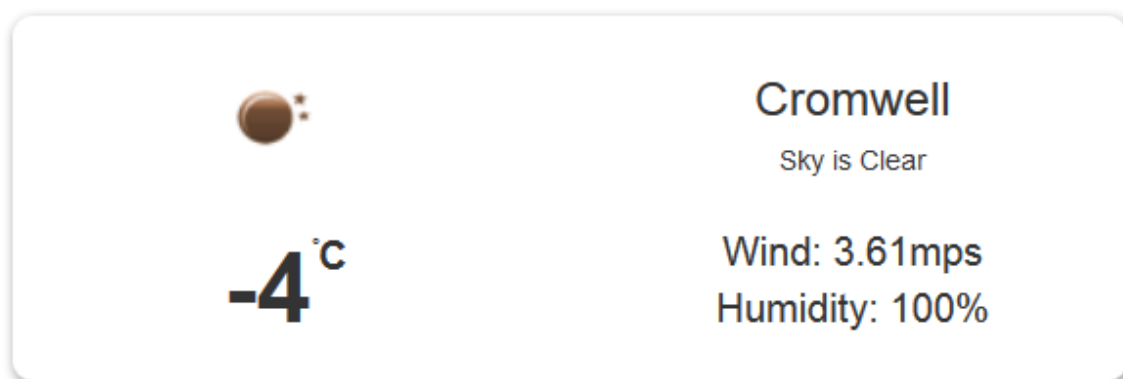 Cromwell
Sky is Clear
-4°C
Wind: 3.61mps
Humidity: 100%